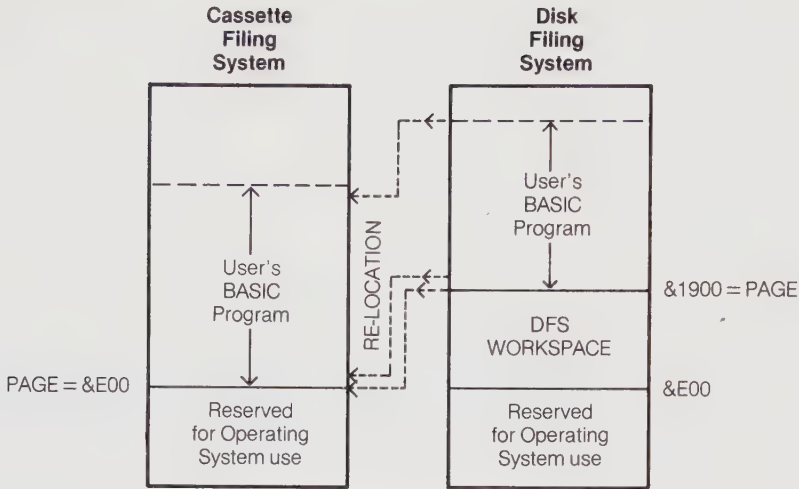 Cassette
Filing
System
Disk
Filing
System
User's
BASIC
Program
PAGE = &E00
Reserved
for Operating
System use
RE-LOCATION
User's
BASIC
Program
&1900 = PAGE
DFS
WORKSPACE
&E00
Reserved
for Operating
System use